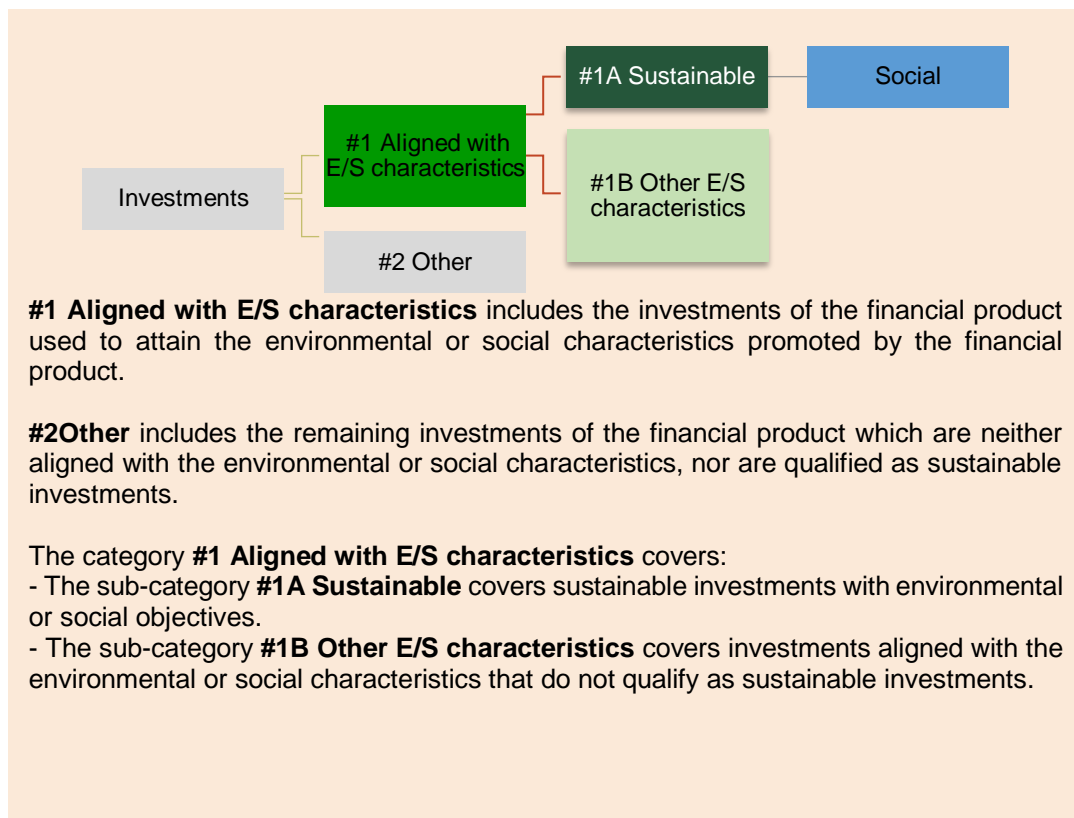 #1A Sustainable
Social
#1 Aligned with
E/S characteristics
#1B Other E/S
characteristics
Investments
#2 Other
#1 Aligned with E/S characteristics includes the investments of the financial product
used to attain the environmental or social characteristics promoted by the financial
product.
#2Other includes the remaining investments of the financial product which are neither
aligned with the environmental or social characteristics, nor are qualified as sustainable
investments.
The category #1 Aligned with E/S characteristics covers:
- The sub-category #1A Sustainable covers sustainable investments with environmental
or social objectives.
- The sub-category #1B Other E/S characteristics covers investments aligned with the
environmental or social characteristics that do not qualify as sustainable investments.